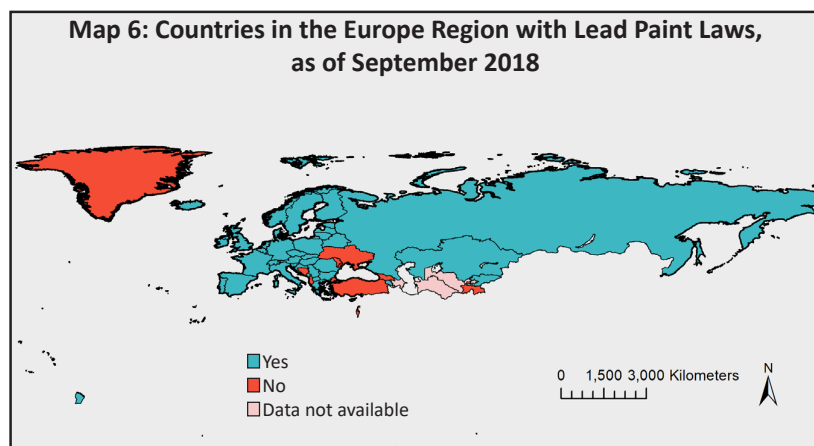 Map 6: Countries in the Europe Region with Lead Paint Laws,
as of September 2018
Yes
No
Data not available
0 1,500 3,000 Kilometers
N